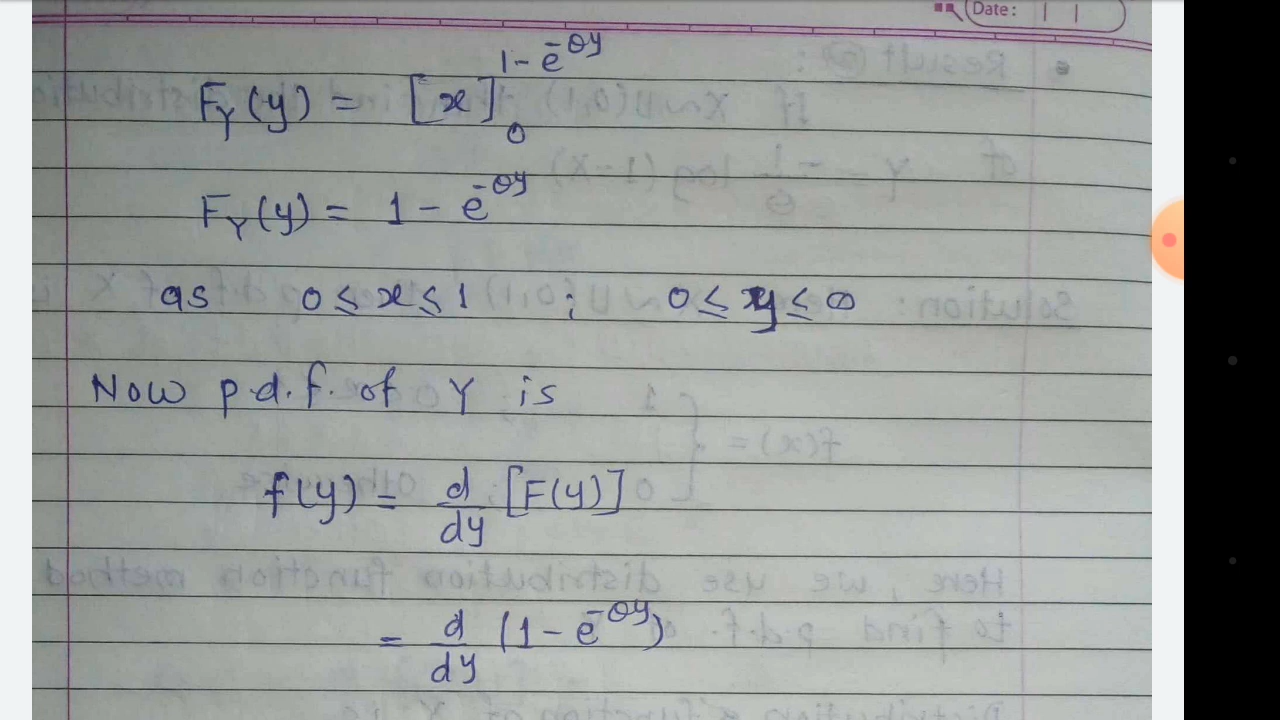 Date:
F_Y(y) = [x]_0^{1-e^{-θy}}
F_Y(y) = 1 - e^{-θy}
as 0 ≤ x ≤ 1 ; 0 ≤ y ≤ ∞
Now p.d.f. of Y is
f(y) = d/dy [F(y)]
= d/dy (1 - e^{-θy})